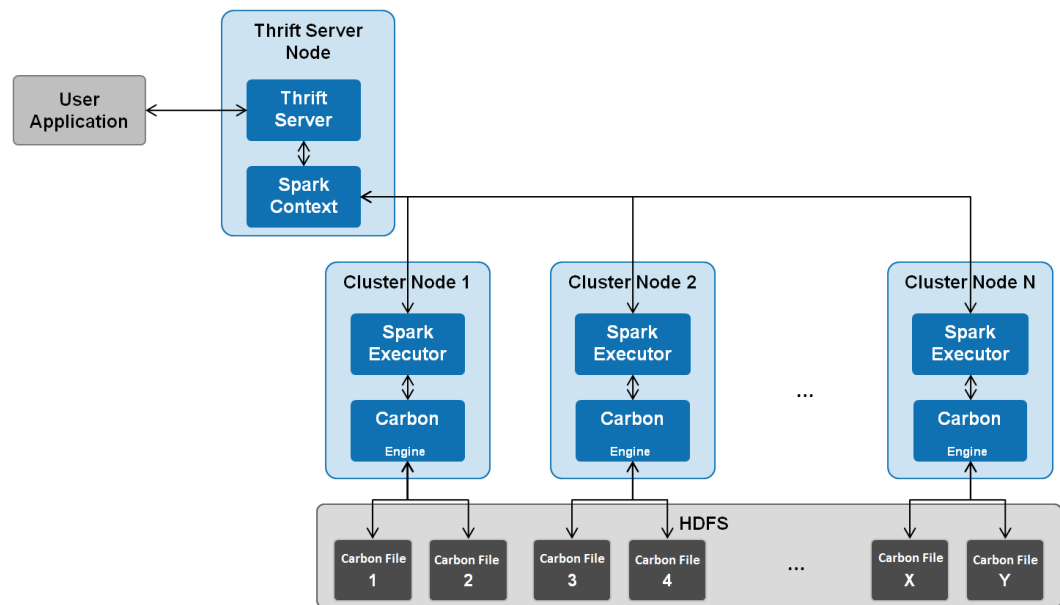 Thrift Server
Node
User
Application
Thrift
Server
Spark
Context
Cluster Node 1
Cluster Node 2
Cluster Node N
Spark
Executor
Spark
Executor
Spark
Executor
...
Carbon
Engine
Carbon
Engine
Carbon
Engine
HDFS
Carbon File
1
Carbon File
2
Carbon File
3
Carbon File
4
...
Carbon File
X
Carbon File
Y